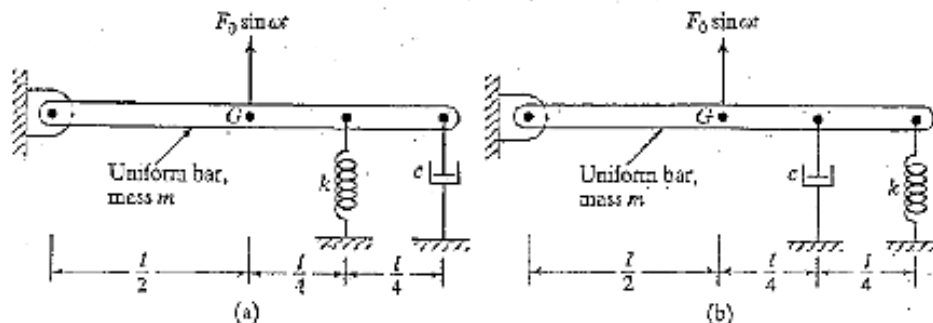 F₀ sin ωt
G
Uniform bar,
mass m
k
c
l/2
l/4
l/4
(a)
F₀ sin ωt
G
Uniform bar,
mass m
c
k
l/2
l/4
l/4
(b)